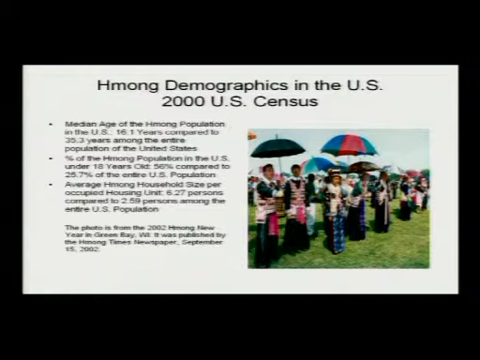 Hmong Demographics in the U.S.
2000 U.S. Census
• Median Age of the Hmong Population
in the U.S.: 16.1 Years compared to
35.3 years among the entire
population of the United States
• % of the Hmong Population in the U.S.
under 18 Years Old: 56% compared to
25.7% of the entire U.S. Population
• Average Hmong Household Size per
occupied Housing Unit: 6.27 persons
compared to 2.59 persons among the
entire U.S. Population
The photo is from the 2002 Hmong New
Year in Green Bay, WI. It was published by
the Hmong Times Newspaper, September
15, 2002.